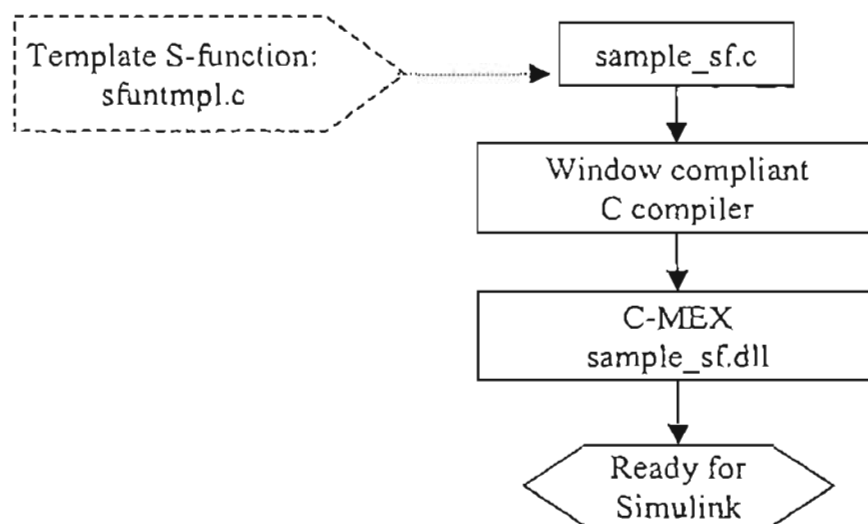 Template S-function:
sfuntmpl.c
sample_sf.c
Window compliant
C compiler
C-MEX
sample_sf.dll
Ready for
Simulink